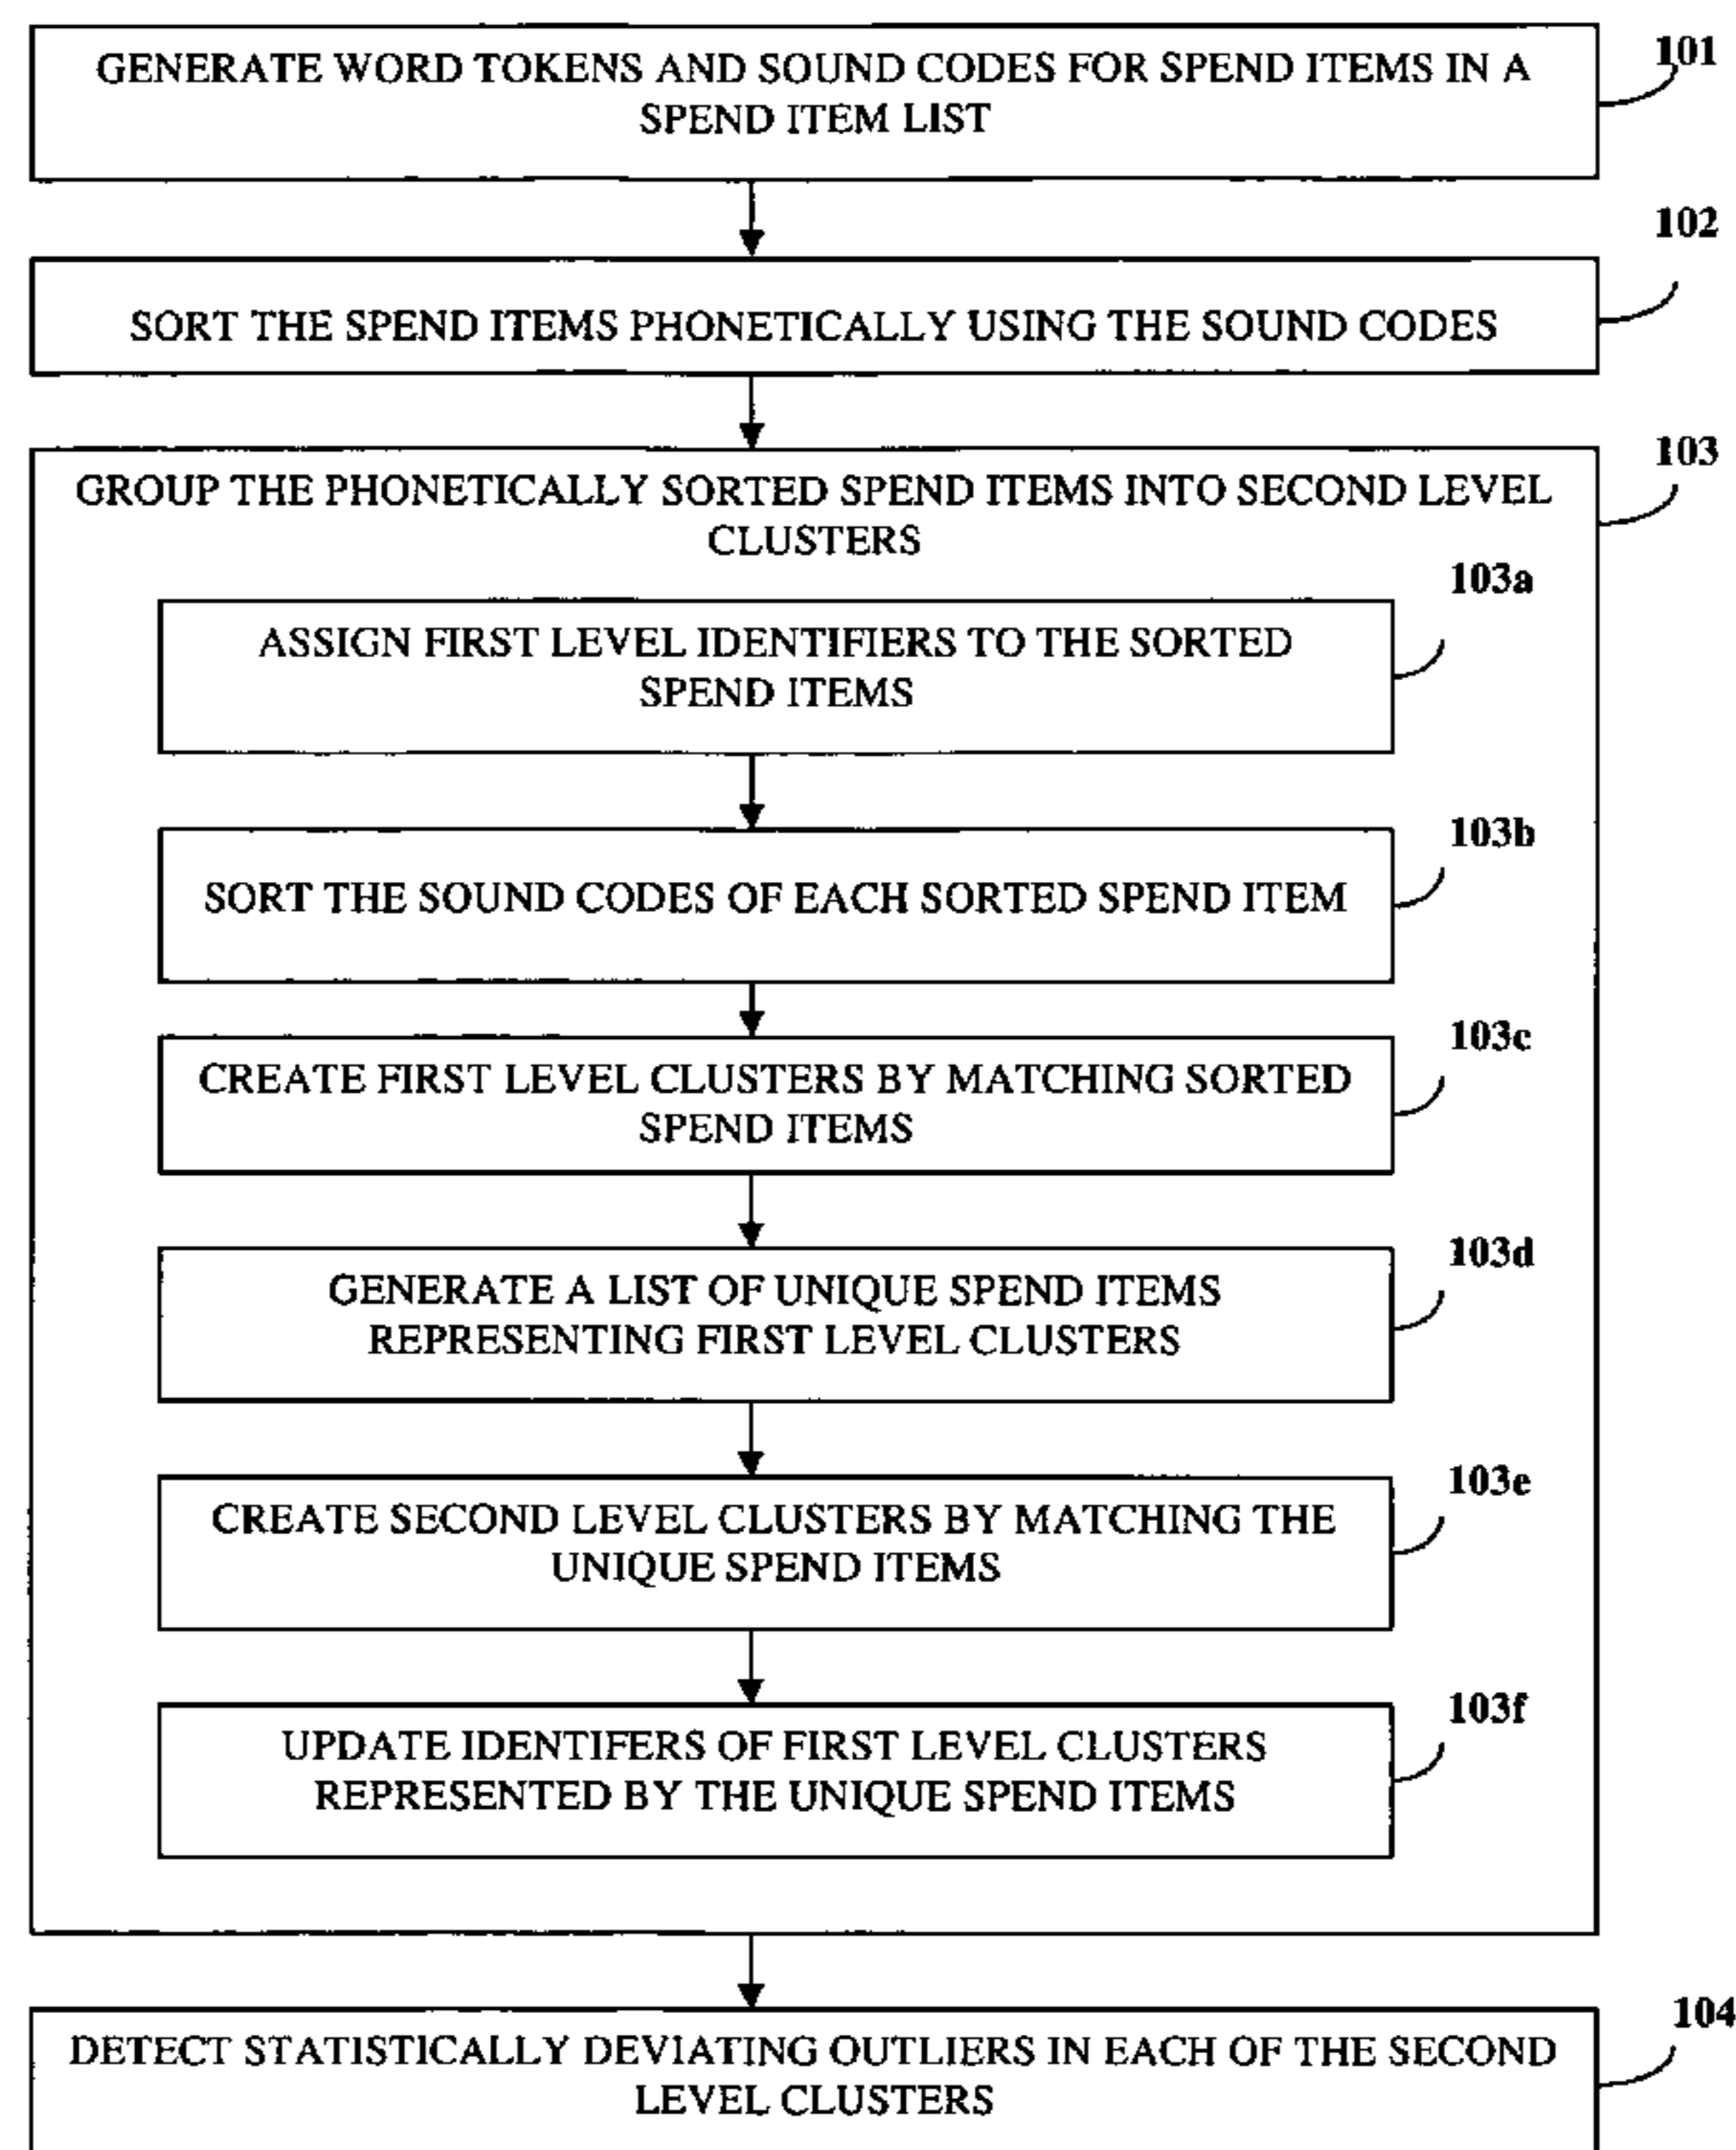 GENERATE WORD TOKENS AND SOUND CODES FOR SPEND ITEMS IN A
SPEND ITEM LIST
101
102
SORT THE SPEND ITEMS PHONETICALLY USING THE SOUND CODES
103
GROUP THE PHONETICALLY SORTED SPEND ITEMS INTO SECOND LEVEL
CLUSTERS
103a
ASSIGN FIRST LEVEL IDENTIFIERS TO THE SORTED
SPEND ITEMS
103b
SORT THE SOUND CODES OF EACH SORTED SPEND ITEM
103c
CREATE FIRST LEVEL CLUSTERS BY MATCHING SORTED
SPEND ITEMS
103d
GENERATE A LIST OF UNIQUE SPEND ITEMS
REPRESENTING FIRST LEVEL CLUSTERS
103e
CREATE SECOND LEVEL CLUSTERS BY MATCHING THE
UNIQUE SPEND ITEMS
103f
UPDATE IDENTIFERS OF FIRST LEVEL CLUSTERS
REPRESENTED BY THE UNIQUE SPEND ITEMS
104
DETECT STATISTICALLY DEVIATING OUTLIERS IN EACH OF THE SECOND
LEVEL CLUSTERS